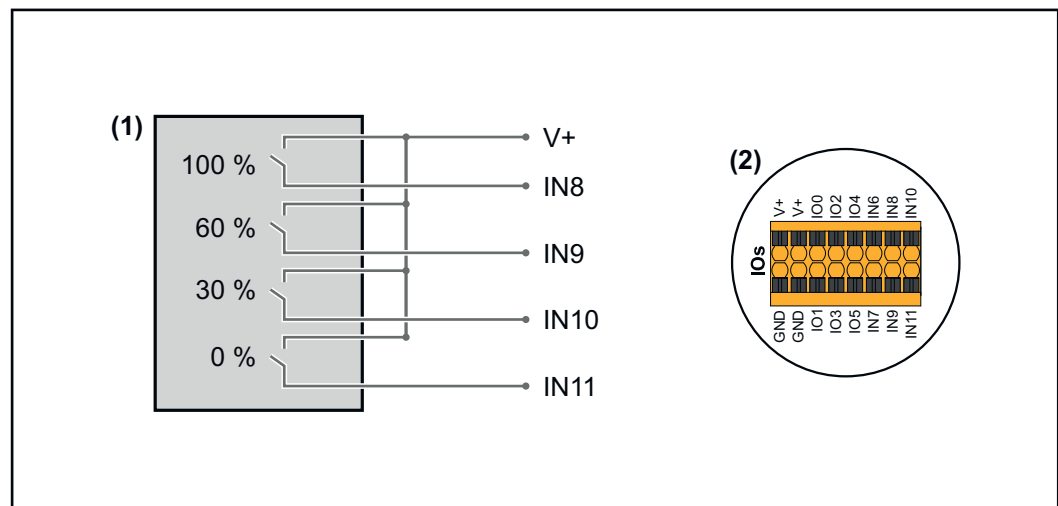 (1)
V+
100 %
IN8
60 %
IN9
30 %
IN10
0 %
IN11
(2)
V+ V+ IO0 IO2 IO4 IN6 IN8 IN10
IOs
GND GND IO1 IO3 IO5 IN7 IN9 IN11